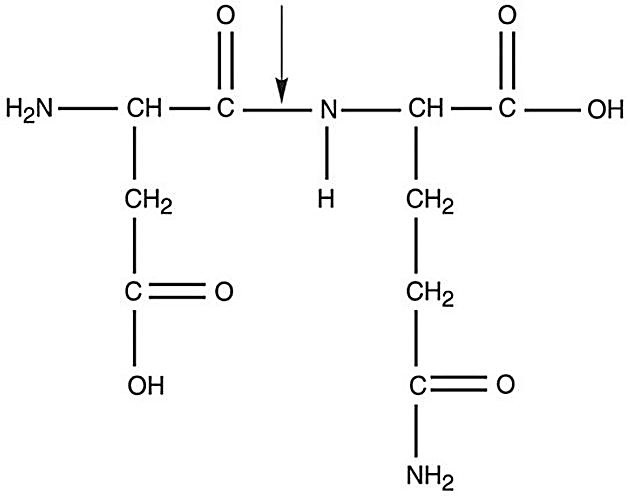 O O
H₂N CH C N CH C OH
CH₂ H CH₂
C O CH₂
OH C O
NH₂